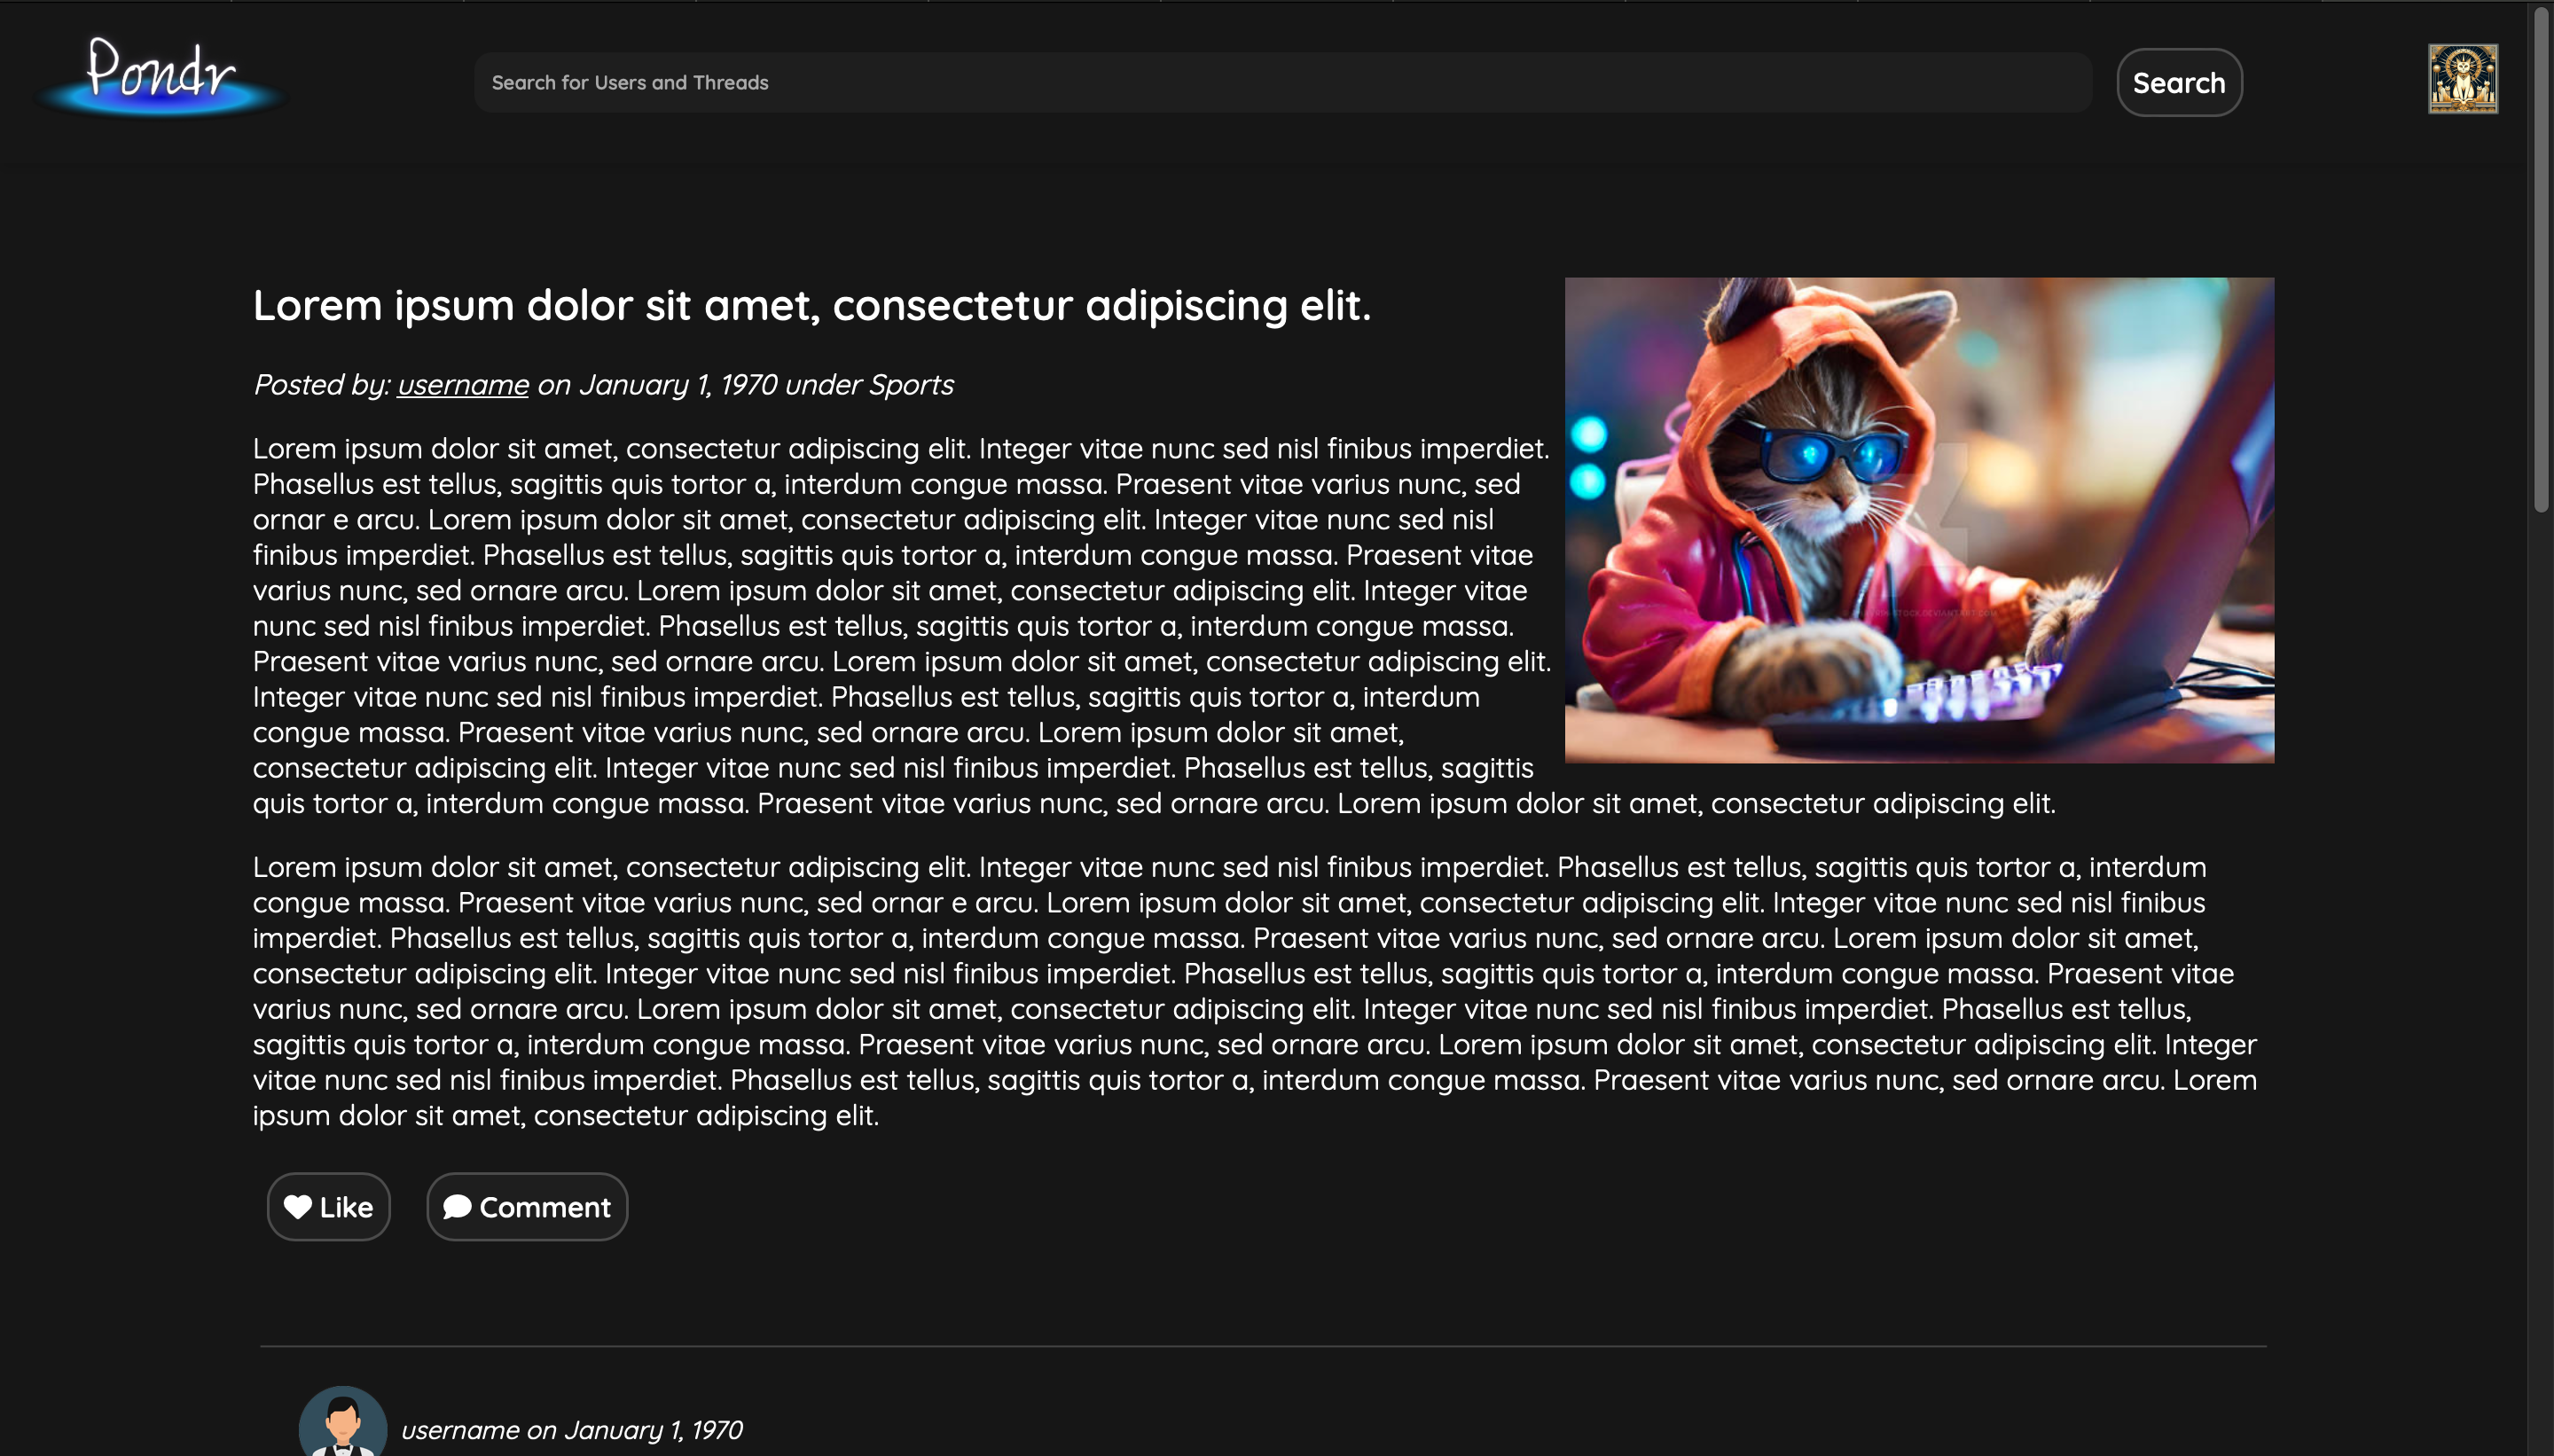 Pondr
Search for Users and Threads
Search
Lorem ipsum dolor sit amet, consectetur adipiscing elit.
Posted by: username on January 1, 1970 under Sports
Lorem ipsum dolor sit amet, consectetur adipiscing elit. Integer vitae nunc sed nisl finibus imperdiet.
Phasellus est tellus, sagittis quis tortor a, interdum congue massa. Praesent vitae varius nunc, sed
ornar e arcu. Lorem ipsum dolor sit amet, consectetur adipiscing elit. Integer vitae nunc sed nisl
finibus imperdiet. Phasellus est tellus, sagittis quis tortor a, interdum congue massa. Praesent vitae
varius nunc, sed ornare arcu. Lorem ipsum dolor sit amet, consectetur adipiscing elit. Integer vitae
nunc sed nisl finibus imperdiet. Phasellus est tellus, sagittis quis tortor a, interdum congue massa.
Praesent vitae varius nunc, sed ornare arcu. Lorem ipsum dolor sit amet, consectetur adipiscing elit.
Integer vitae nunc sed nisl finibus imperdiet. Phasellus est tellus, sagittis quis tortor a, interdum
congue massa. Praesent vitae varius nunc, sed ornare arcu. Lorem ipsum dolor sit amet,
consectetur adipiscing elit. Integer vitae nunc sed nisl finibus imperdiet. Phasellus est tellus, sagittis
quis tortor a, interdum congue massa. Praesent vitae varius nunc, sed ornare arcu. Lorem ipsum dolor sit amet, consectetur adipiscing elit.
Lorem ipsum dolor sit amet, consectetur adipiscing elit. Integer vitae nunc sed nisl finibus imperdiet. Phasellus est tellus, sagittis quis tortor a, interdum
congue massa. Praesent vitae varius nunc, sed ornar e arcu. Lorem ipsum dolor sit amet, consectetur adipiscing elit. Integer vitae nunc sed nisl finibus
imperdiet. Phasellus est tellus, sagittis quis tortor a, interdum congue massa. Praesent vitae varius nunc, sed ornare arcu. Lorem ipsum dolor sit amet,
consectetur adipiscing elit. Integer vitae nunc sed nisl finibus imperdiet. Phasellus est tellus, sagittis quis tortor a, interdum congue massa. Praesent vitae
varius nunc, sed ornare arcu. Lorem ipsum dolor sit amet, consectetur adipiscing elit. Integer vitae nunc sed nisl finibus imperdiet. Phasellus est tellus,
sagittis quis tortor a, interdum congue massa. Praesent vitae varius nunc, sed ornare arcu. Lorem ipsum dolor sit amet, consectetur adipiscing elit. Integer
vitae nunc sed nisl finibus imperdiet. Phasellus est tellus, sagittis quis tortor a, interdum congue massa. Praesent vitae varius nunc, sed ornare arcu. Lorem
ipsum dolor sit amet, consectetur adipiscing elit.
Like
Comment
username on January 1, 1970